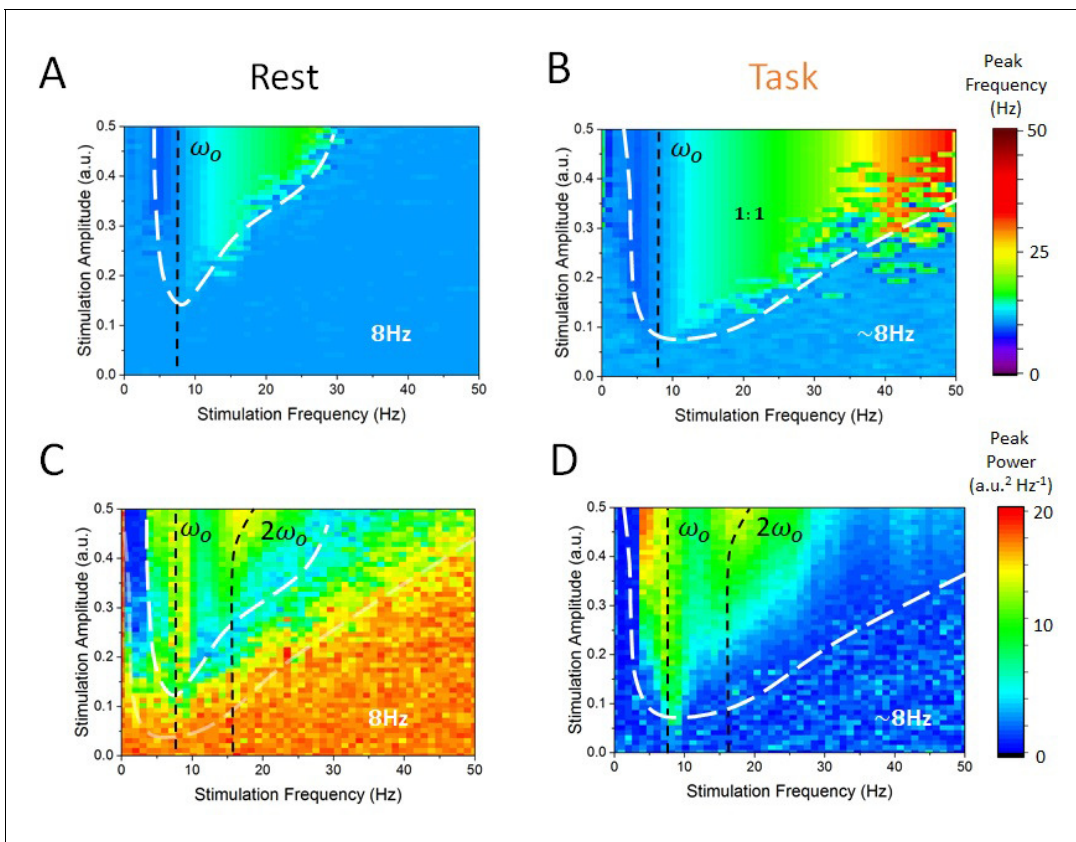 A
Rest
B
Task
Peak
Frequency
(Hz)
0.5
0.4
0.3
0.2
0.1
0.0
Stimulation Amplitude (a.u.)
ωo
8Hz
0 10 20 30 40 50
Stimulation Frequency (Hz)
0.5
0.4
0.3
0.2
0.1
0.0
Stimulation Amplitude (a.u.)
ωo
1:1
~8Hz
0 10 20 30 40 50
Stimulation Frequency (Hz)
50
25
0
C
D
Peak
Power
(a.u.² Hz⁻¹)
0.5
0.4
0.3
0.2
0.1
0.0
Stimulation Amplitude (a.u.)
ωo
2ωo
8Hz
0 10 20 30 40 50
Stimulation Frequency (Hz)
0.5
0.4
0.3
0.2
0.1
0.0
Stimulation Amplitude (a.u.)
ωo
2ωo
~8Hz
0 10 20 30 40 50
Stimulation Frequency (Hz)
20
10
0